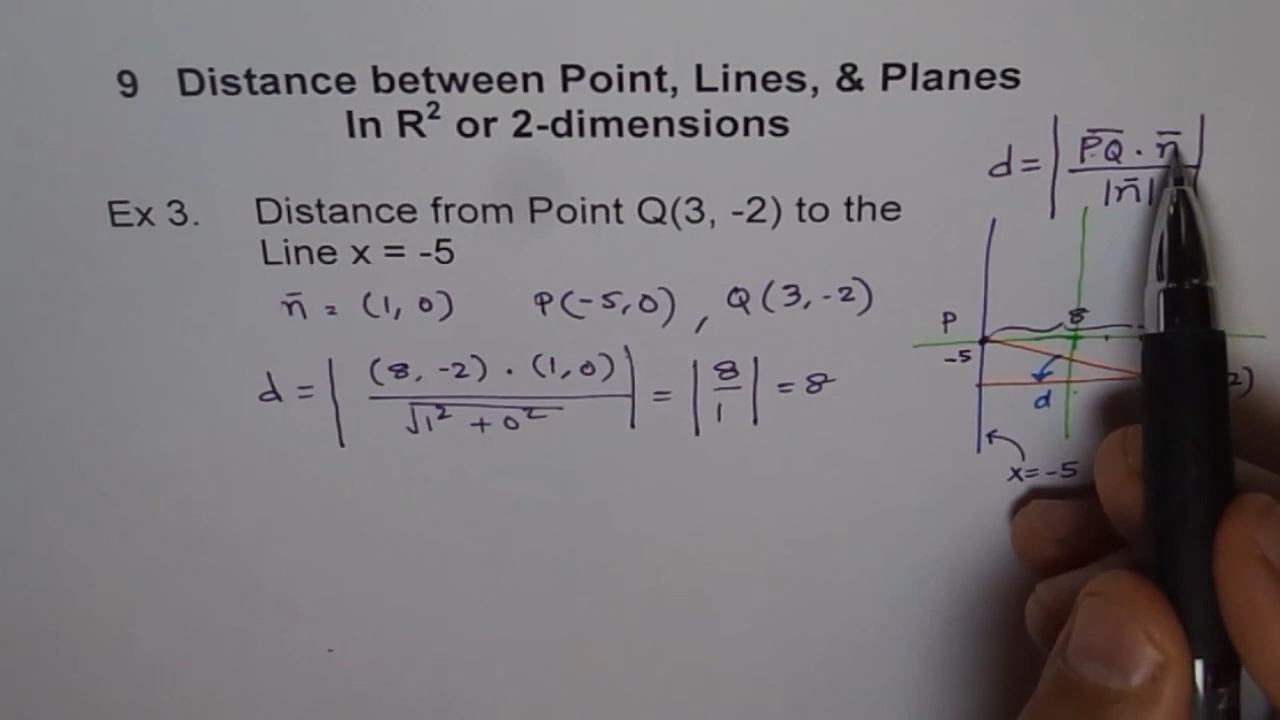 9 Distance between Point, Lines, & Planes
In R² or 2-dimensions
d = | P̅Q̅ · n̅ / |n̅| |
Ex 3. Distance from Point Q(3, -2) to the
Line x = -5
n̅ = (1, 0) P(-5, 0) , Q(3, -2)
d = | (8, -2) · (1, 0) / √1² + 0² | = | 8 / 1 | = 8
P 8
-5
d 2)
x = -5